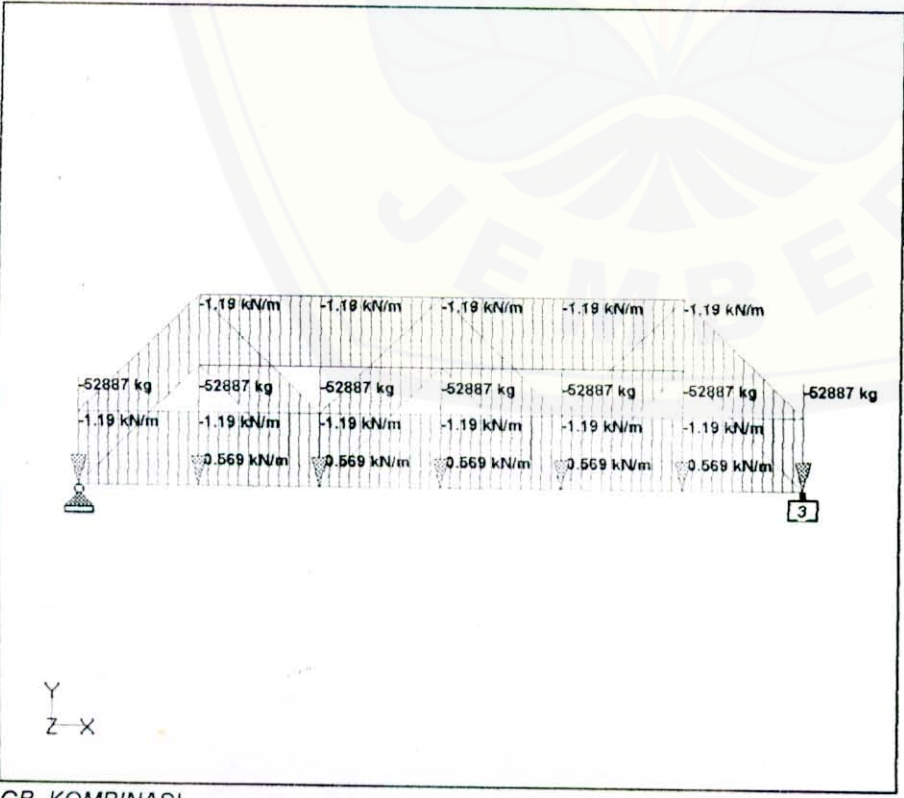 JEMBE
-1.19 kN/m -1.19 kN/m -1.19 kN/m -1.19 kN/m -1.19 kN/m
-52887 kg -52887 kg -52887 kg -52887 kg -52887 kg -52887 kg -52887 kg
-1.19 kN/m -1.19 kN/m -1.19 kN/m -1.19 kN/m -1.19 kN/m -1.19 kN/m
0.569 kN/m 0.569 kN/m 0.569 kN/m 0.569 kN/m 0.569 kN/m
3
Y
Z X
KOMBINASI